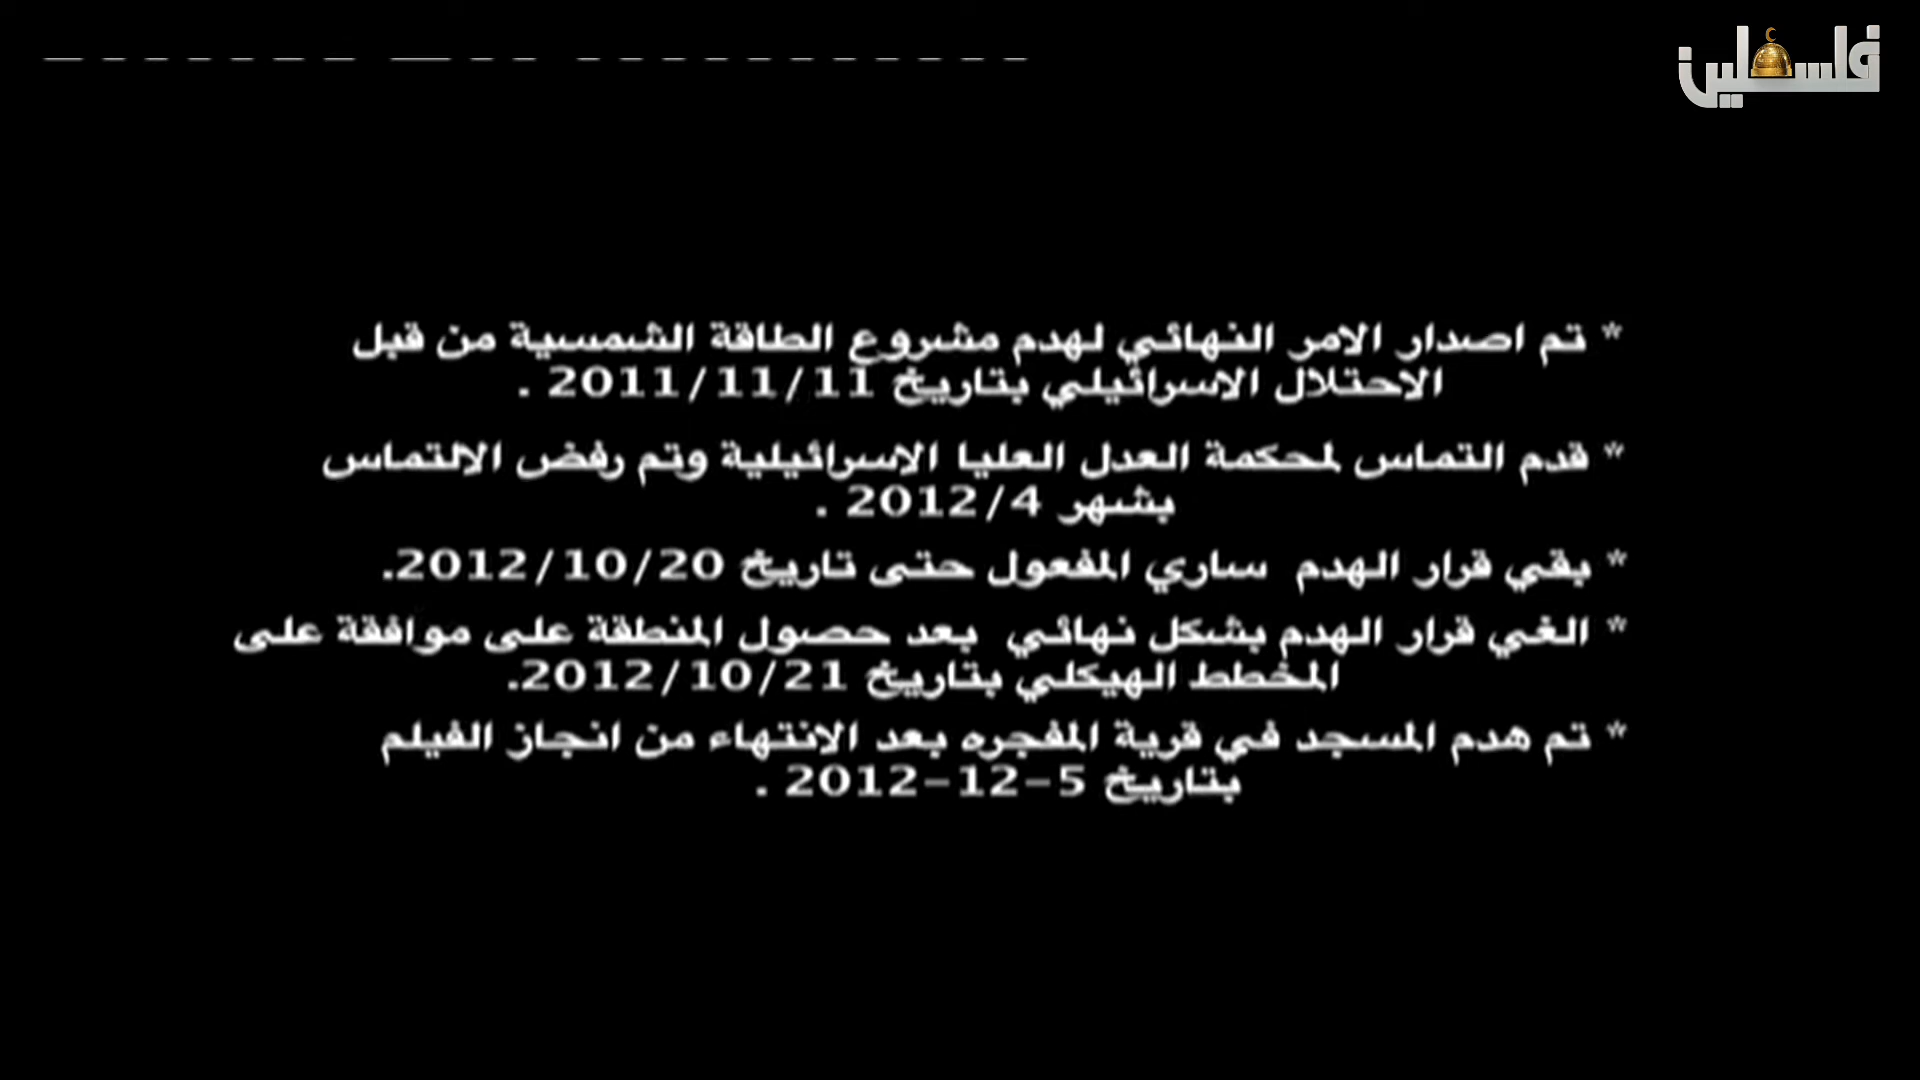 فلسطين
* تم اصدار الامر النهائي لهدم مشروع الطاقة الشمسية من قبل
الاحتلال الاسرائيلي بتاريخ 2011/11/11 .
* قدم التماس لمحكمة العدل العليا الاسرائيلية وتم رفض الالتماس
بشهر 2012/4 .
* بقي قرار الهدم ساري المفعول حتى تاريخ 2012/10/20.
* الغي قرار الهدم بشكل نهائي بعد حصول المنطقة على موافقة على
المخطط الهيكلي بتاريخ 2012/10/21.
* تم هدم المسجد في قرية المفجره بعد الانتهاء من انجاز الفيلم
بتاريخ 5-12-2012 .